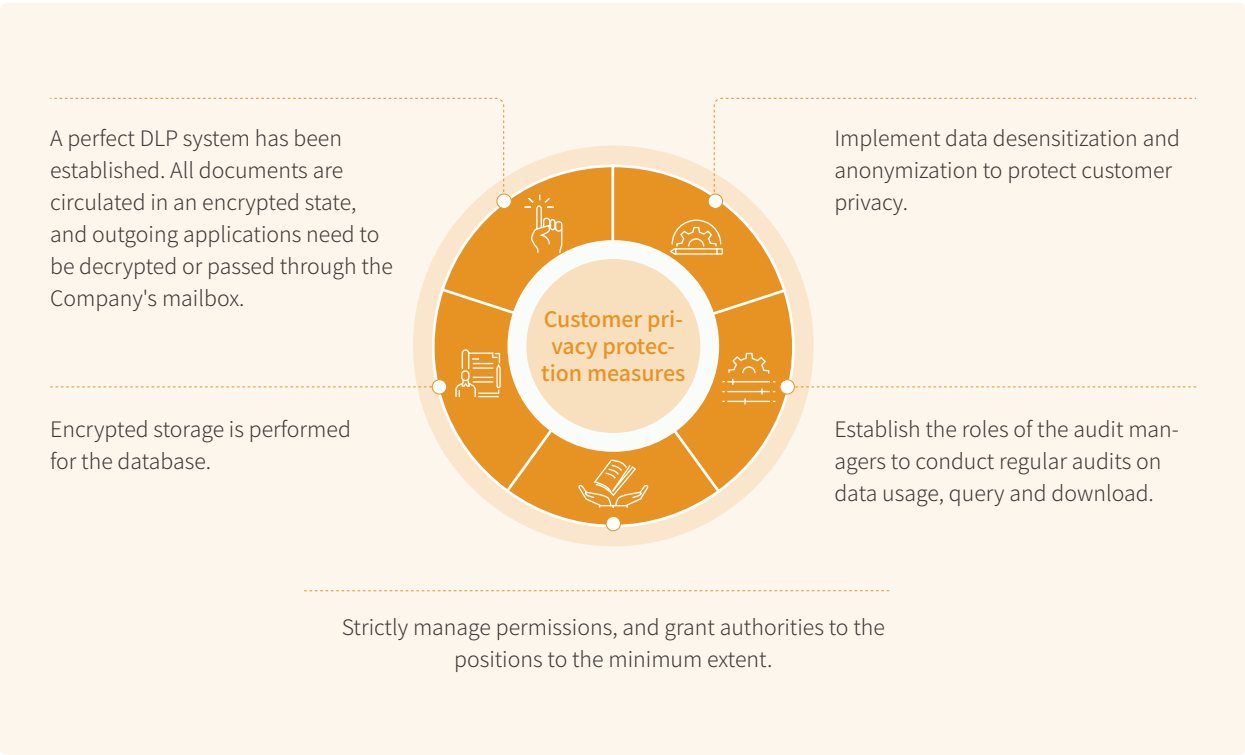 A perfect DLP system has been
established. All documents are
circulated in an encrypted state,
and outgoing applications need to
be decrypted or passed through the
Company's mailbox.
Implement data desensitization and
anonymization to protect customer
privacy.
Customer pri-
vacy protec-
tion measures
Encrypted storage is performed
for the database.
Establish the roles of the audit man-
agers to conduct regular audits on
data usage, query and download.
Strictly manage permissions, and grant authorities to the
positions to the minimum extent.